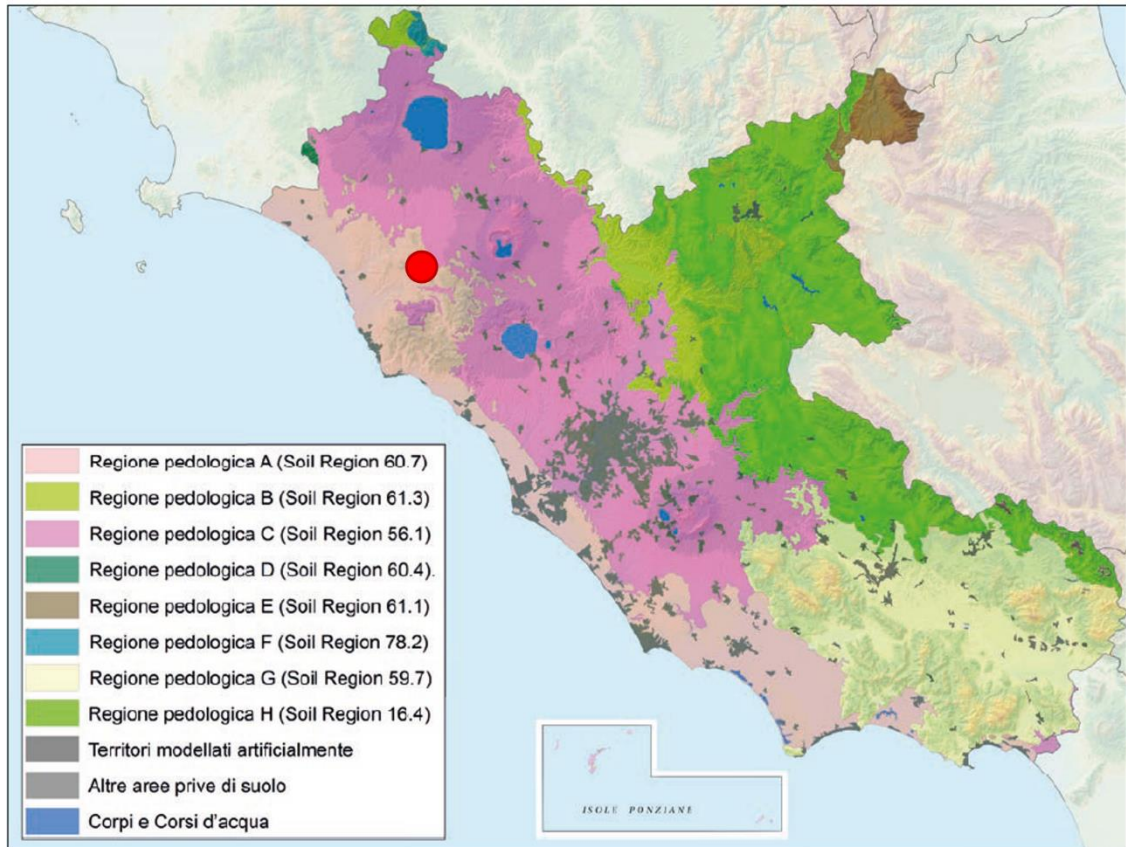 Regione pedologica A (Soil Region 60.7)
Regione pedologica B (Soil Region 61.3)
Regione pedologica C (Soil Region 56.1)
Regione pedologica D (Soil Region 60.4).
Regione pedologica E (Soil Region 61.1)
Regione pedologica F (Soil Region 78.2)
Regione pedologica G (Soil Region 59.7)
Regione pedologica H (Soil Region 16.4)
Territori modellati artificialmente
Altre aree prive di suolo
Corpi e Corsi d'acqua
ISOLE PONZIANE